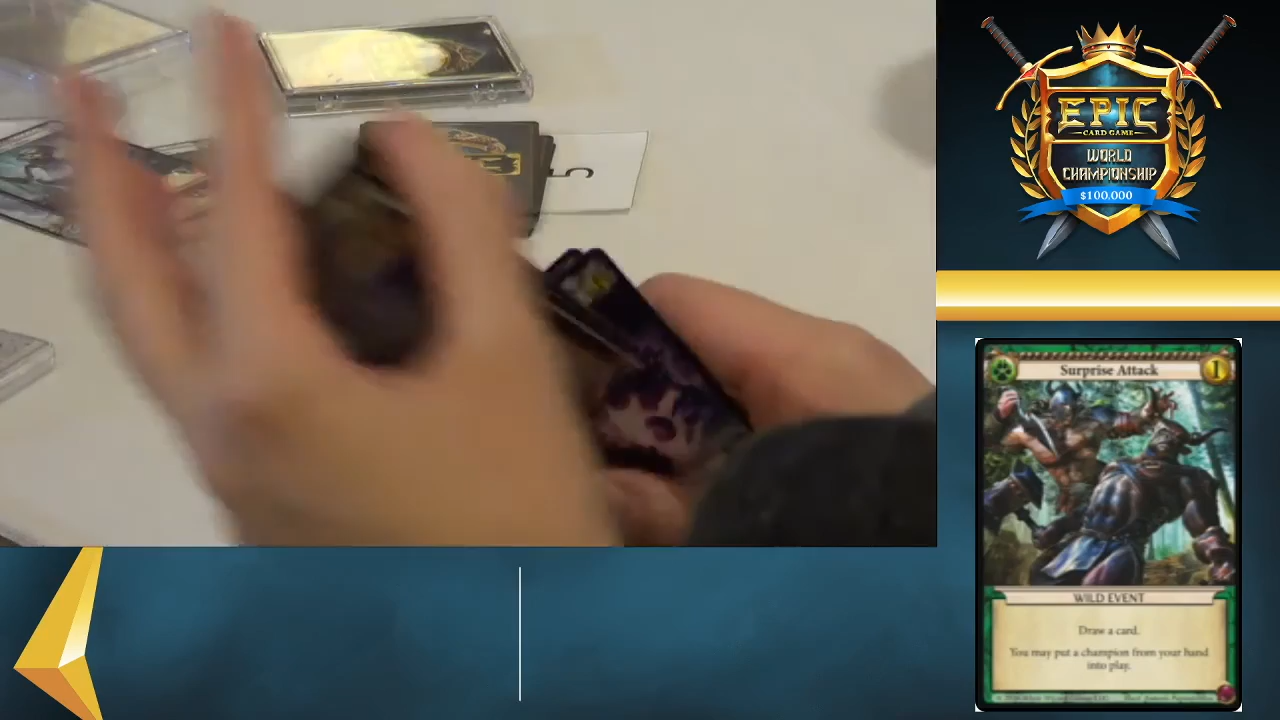 EPIC
CARD GAME
WORLD
CHAMPIONSHIP
$100,000
5
Surprise Attack
1
WILD EVENT
Draw a card.
You may put a champion from your hand
into play.